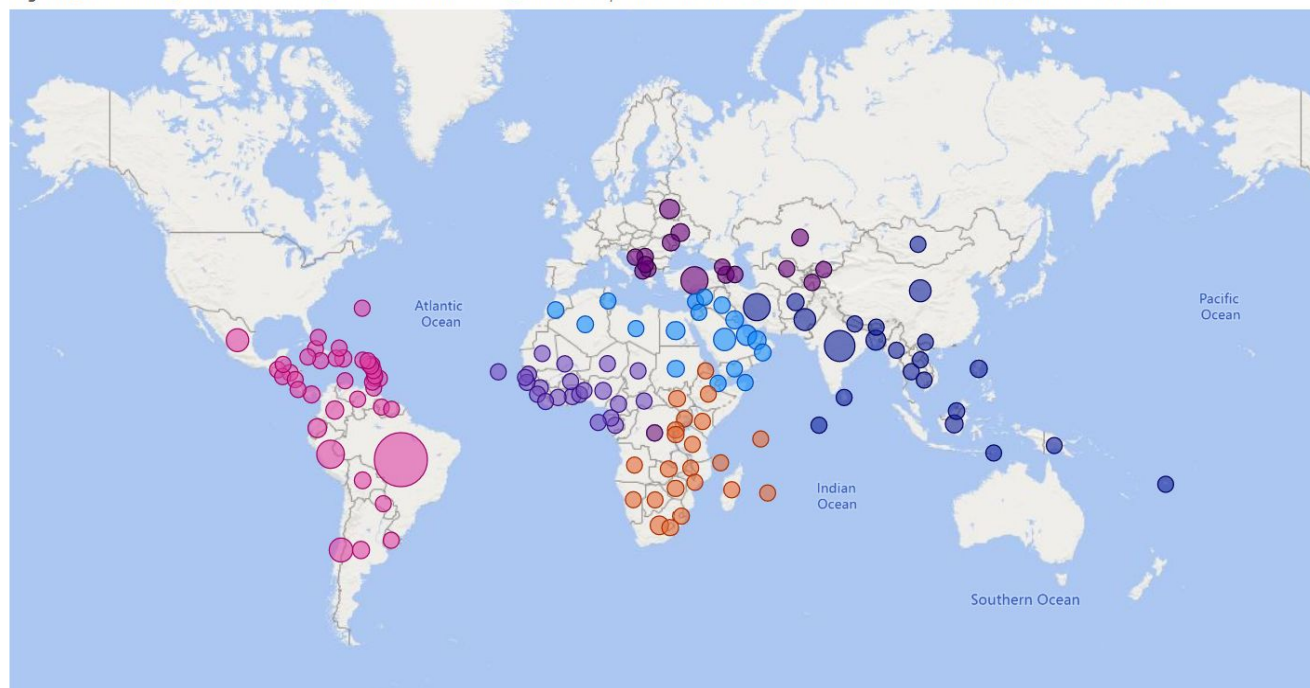 Atlantic
Ocean
Pacific
Ocean
Indian
Ocean
Southern Ocean